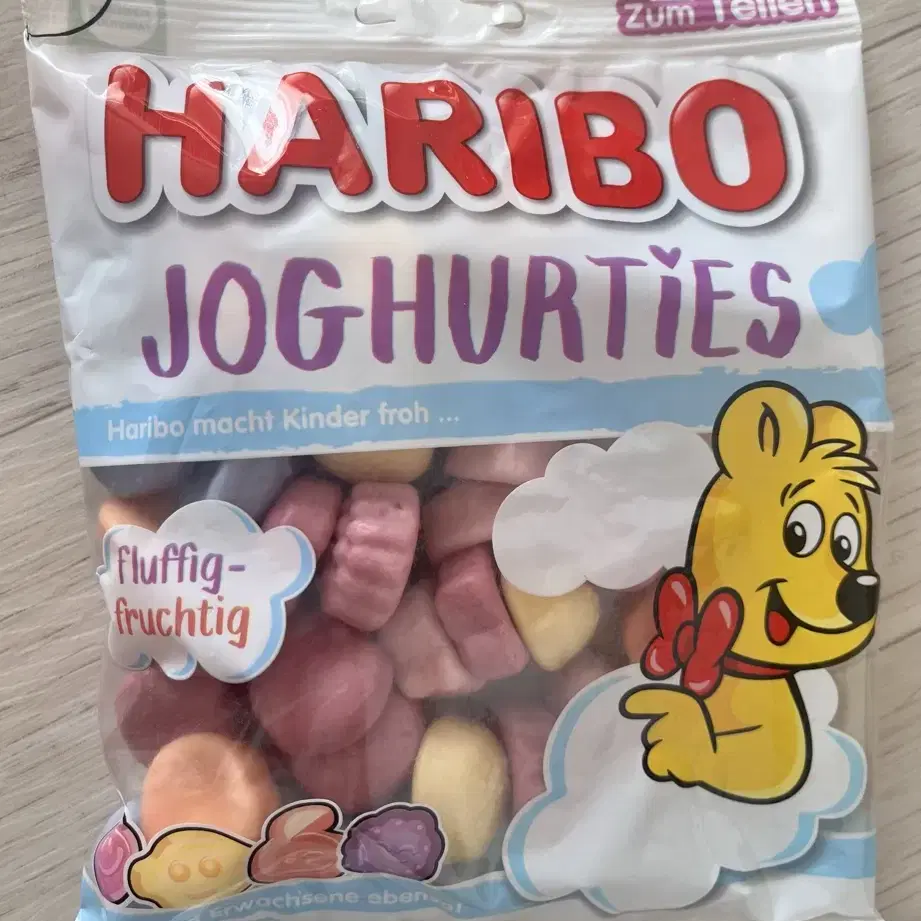 Zum Teilen
HARIBO
JOGHURTIES
Haribo macht Kinder froh ...
fluffig-
fruchtig
Erwachsene ebenso!